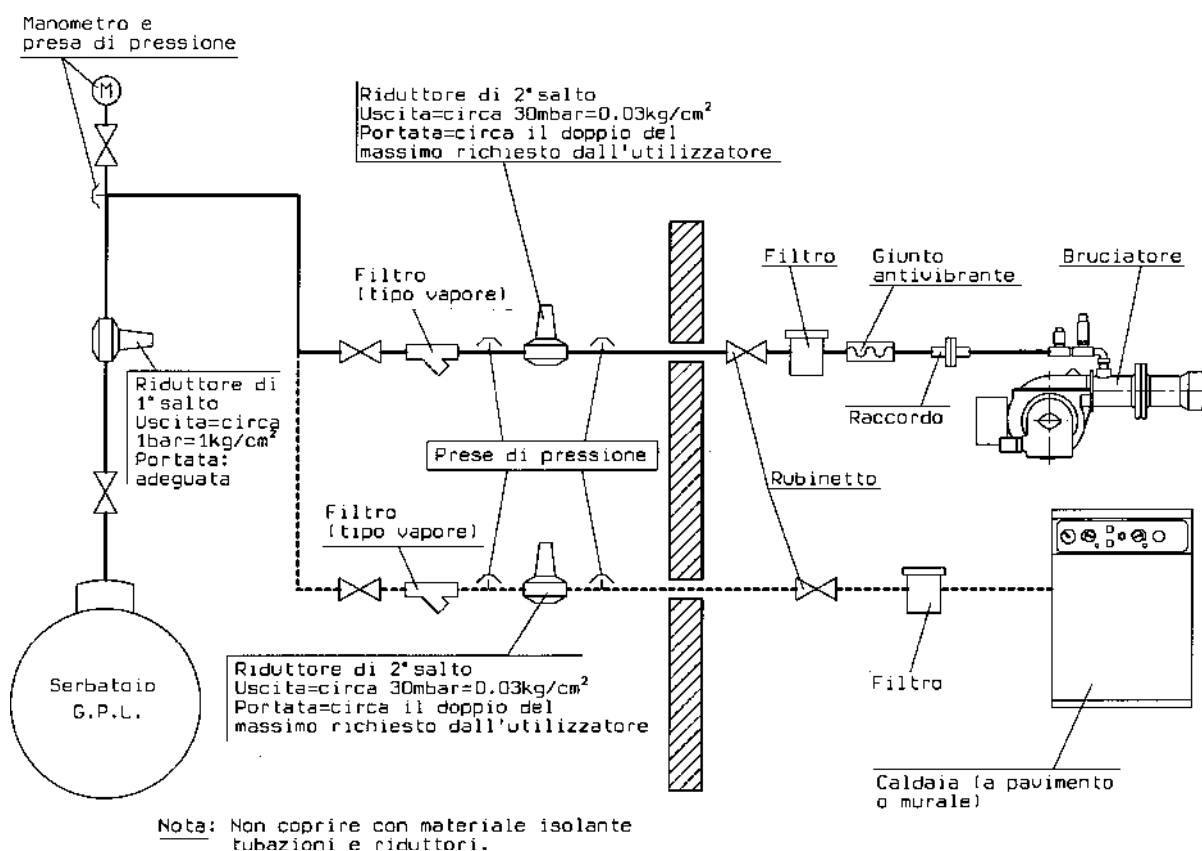 Manometro e
presa di pressione
M
Riduttore di 2° salto
Uscita=circa 30mbar=0.03kg/cm²
Portata=circa il doppio del
massimo richiesto dall'utilizzatore
Filtro
(tipo vapore)
Filtro
Giunto
antivibrante
Bruciatore
Riduttore di
1° salto
Uscita=circa
1bar=1kg/cm²
Portata:
adeguata
Raccordo
Prese di pressione
Rubinetto
Filtro
(tipo vapore)
Serbatoio
G.P.L.
Riduttore di 2° salto
Uscita=circa 30mbar=0.03kg/cm²
Portata=circa il doppio del
massimo richiesto dall'utilizzatore
Filtro
Caldaia (a pavimento
o murale)
Nota: Non coprire con materiale isolante
tubazioni e riduttori.